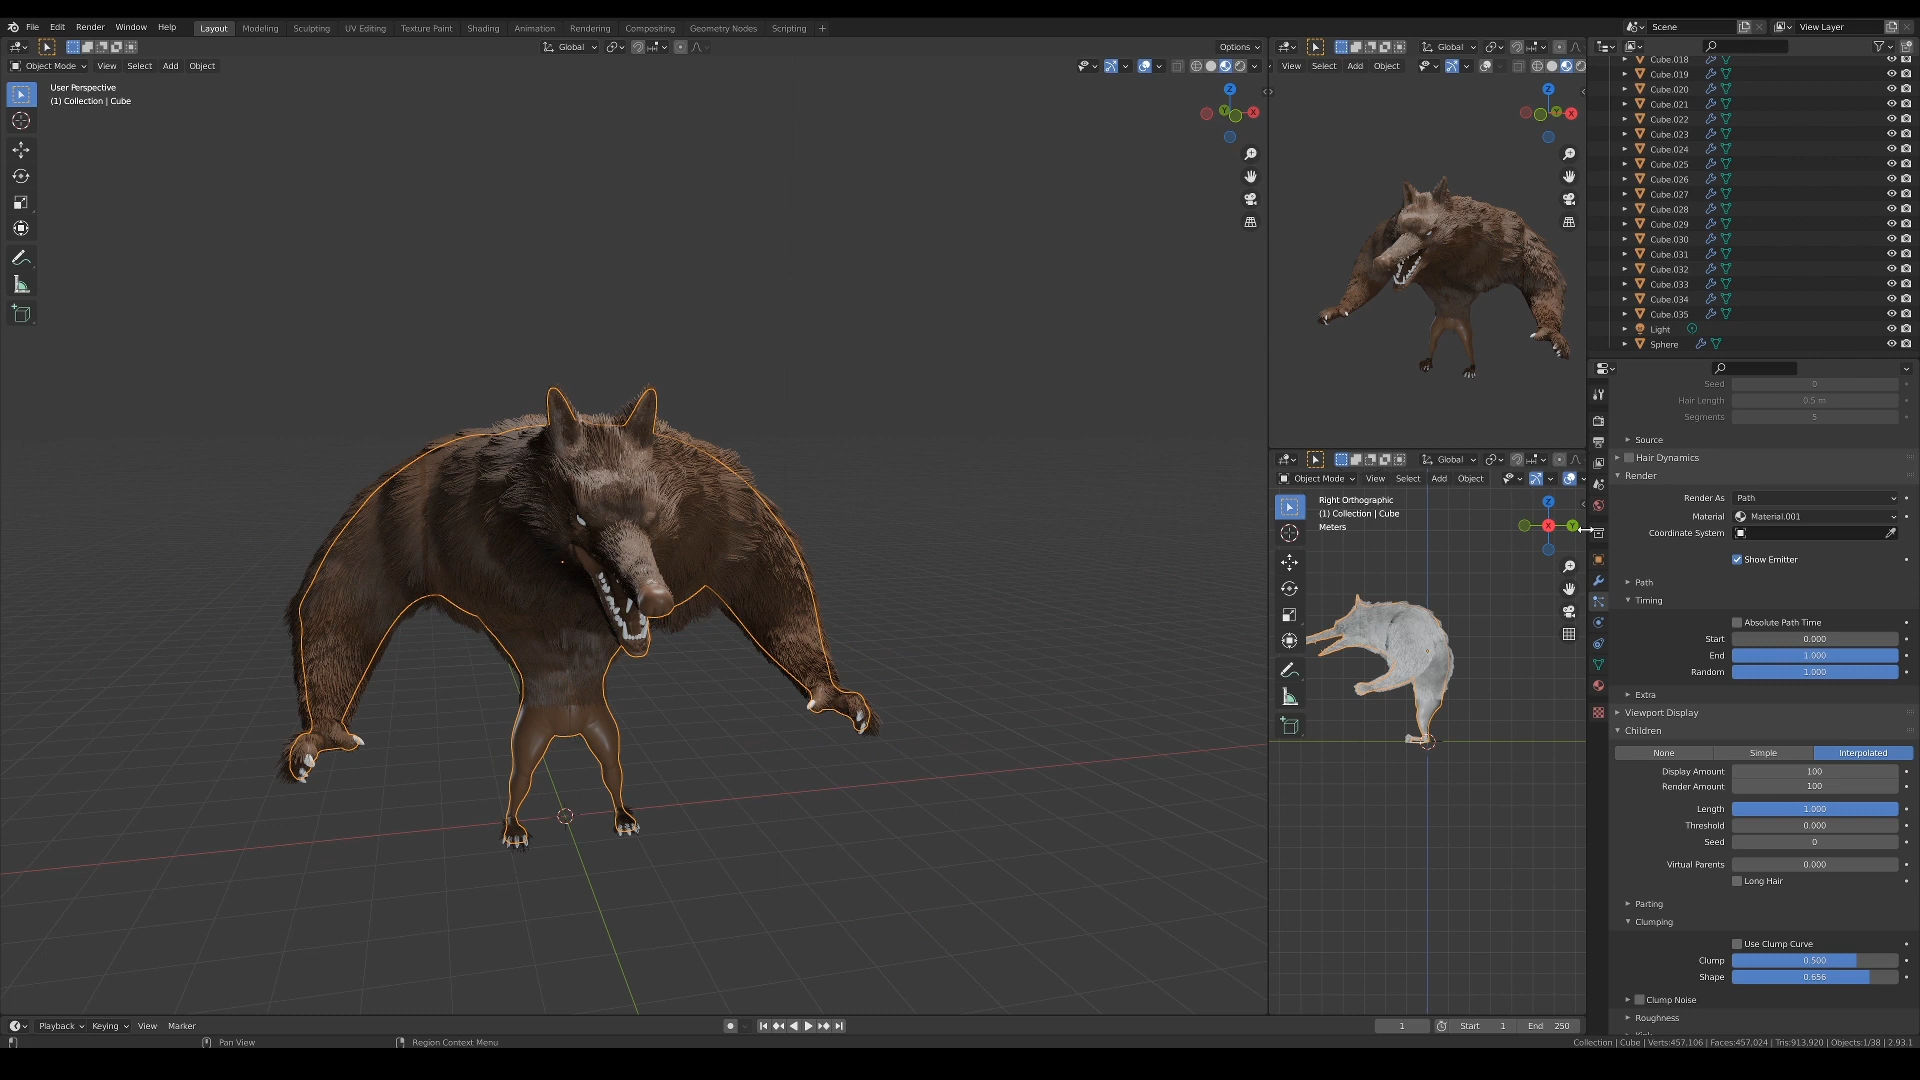 File Edit Render Window Help Layout Modeling Sculpting UV Editing Texture Paint Shading Animation Rendering Compositing Geometry Nodes Scripting + Scene View Layer
Global Options Global
Object Mode View Select Add Object View Select Add Object
User Perspective
(1) Collection | Cube
Z
Y
X
Z
Y
X
Cube.018
Cube.019
Cube.020
Cube.021
Cube.022
Cube.023
Cube.024
Cube.025
Cube.026
Cube.027
Cube.028
Cube.029
Cube.030
Cube.031
Cube.032
Cube.033
Cube.034
Cube.035
Light
Sphere
Global
Object Mode View Select Add Object
Right Orthographic
(1) Collection | Cube
Meters
Z
X
Y
Seed 0
Hair Length 0.5 m
Segments 5
Source
Hair Dynamics
Render
Render As Path
Material Material.001
Coordinate System
Show Emitter
Path
Timing
Absolute Path Time
Start 0.000
End 1.000
Random 1.000
Extra
Viewport Display
Children
None Simple Interpolated
Display Amount 100
Render Amount 100
Length 1.000
Threshold 0.000
Seed 0
Virtual Parents 0.000
Long Hair
Parting
Clumping
Use Clump Curve
Clump 0.500
Shape 0.656
Clump Noise
Roughness
Playback Keying View Marker 1 Start 1 End 250
Pan View Region Context Menu Collection | Cube | Verts:457,106 | Faces:457,024 | Tris:913,920 | Objects:1/38 | 2.93.1